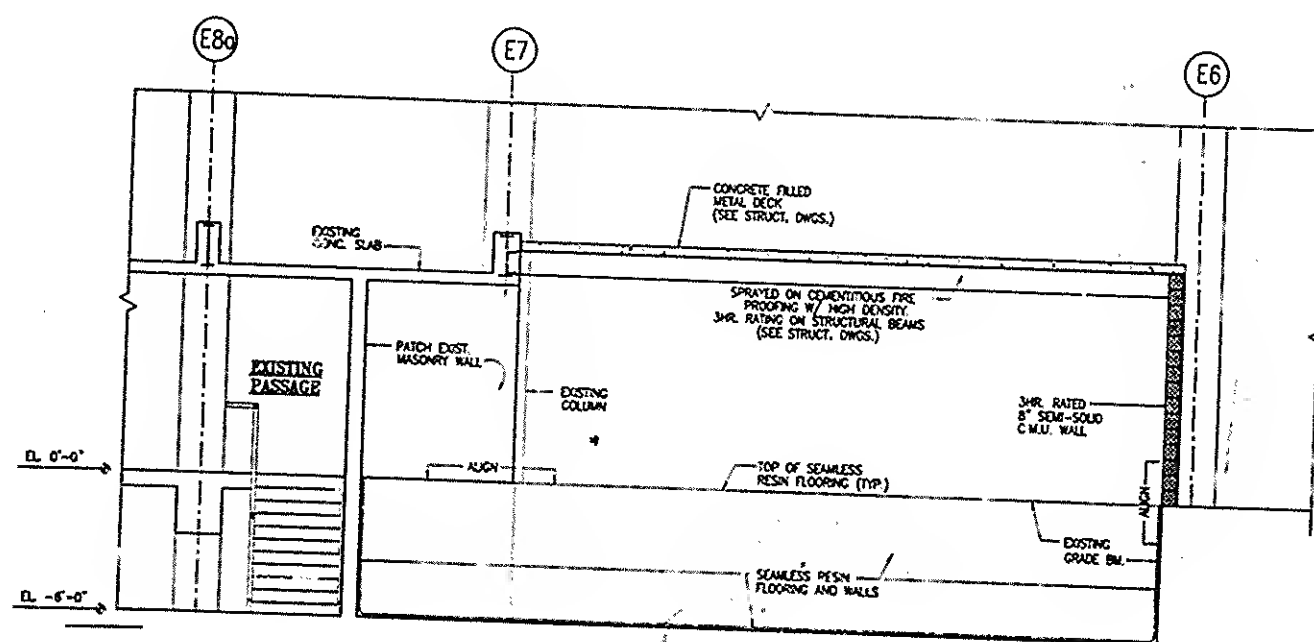 E8a
E7
E6
CONCRETE FILLED
METAL DECK
(SEE STRUCT. DWGS.)
EXISTING
CONC. SLAB
SPRAYED ON CEMENTITIOUS FIRE
PROOFING W/ HIGH DENSITY.
3HR. RATING ON STRUCTURAL BEAMS
(SEE STRUCT. DWGS.)
PATCH EXIST.
MASONRY WALL
EXISTING
PASSAGE
EXISTING
COLUMN
3HR. RATED
8" SEMI-SOLID
C.M.U. WALL
EL. 0'-0"
ALIGN
TOP OF SEAMLESS
RESIN FLOORING (TYP.)
ALIGN
EXISTING
GRADE BM.
SEAMLESS RESIN
FLOORING AND WALLS
EL. -6'-0"